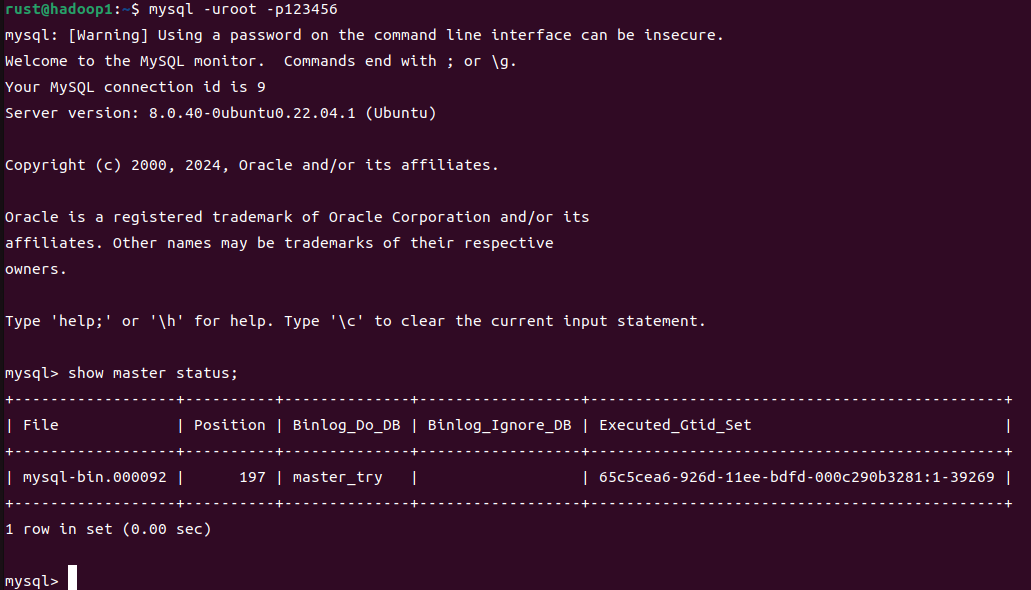 rust@hadoop1:~$ mysql -uroot -p123456
mysql: [Warning] Using a password on the command line interface can be insecure.
Welcome to the MySQL monitor.  Commands end with ; or \g.
Your MySQL connection id is 9
Server version: 8.0.40-0ubuntu0.22.04.1 (Ubuntu)
Copyright (c) 2000, 2024, Oracle and/or its affiliates.
Oracle is a registered trademark of Oracle Corporation and/or its
affiliates. Other names may be trademarks of their respective
owners.
Type 'help;' or '\h' for help. Type '\c' to clear the current input statement.
mysql> show master status;
+------------------+----------+--------------+------------------+----------------------------------------------+
| File             | Position | Binlog_Do_DB | Binlog_Ignore_DB | Executed_Gtid_Set                            |
+------------------+----------+--------------+------------------+----------------------------------------------+
| mysql-bin.000092 |      197 | master_try   |                  | 65c5cea6-926d-11ee-bdfd-000c290b3281:1-39269 |
+------------------+----------+--------------+------------------+----------------------------------------------+
1 row in set (0.00 sec)
mysql>